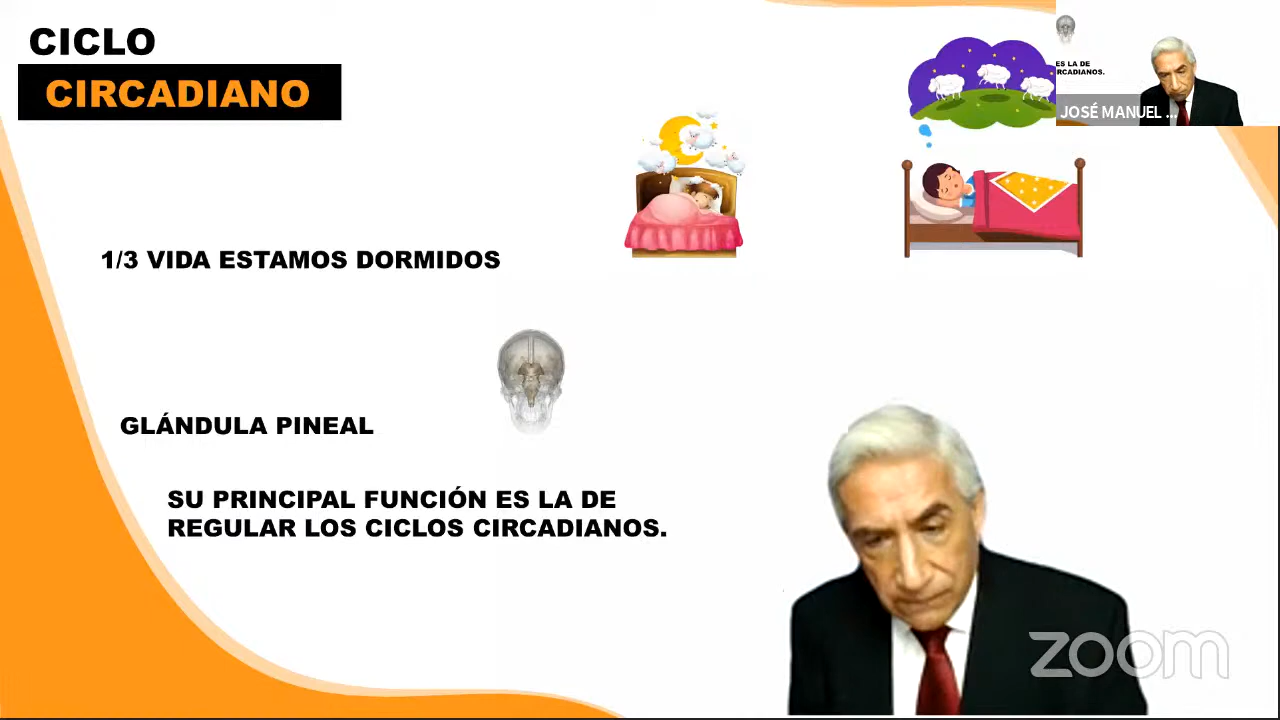 CICLO
CIRCADIANO
ES LA DE
RCADIANOS.
JOSÉ MANUEL ...
1/3 VIDA ESTAMOS DORMIDOS
GLÁNDULA PINEAL
SU PRINCIPAL FUNCIÓN ES LA DE
REGULAR LOS CICLOS CIRCADIANOS.
zoom